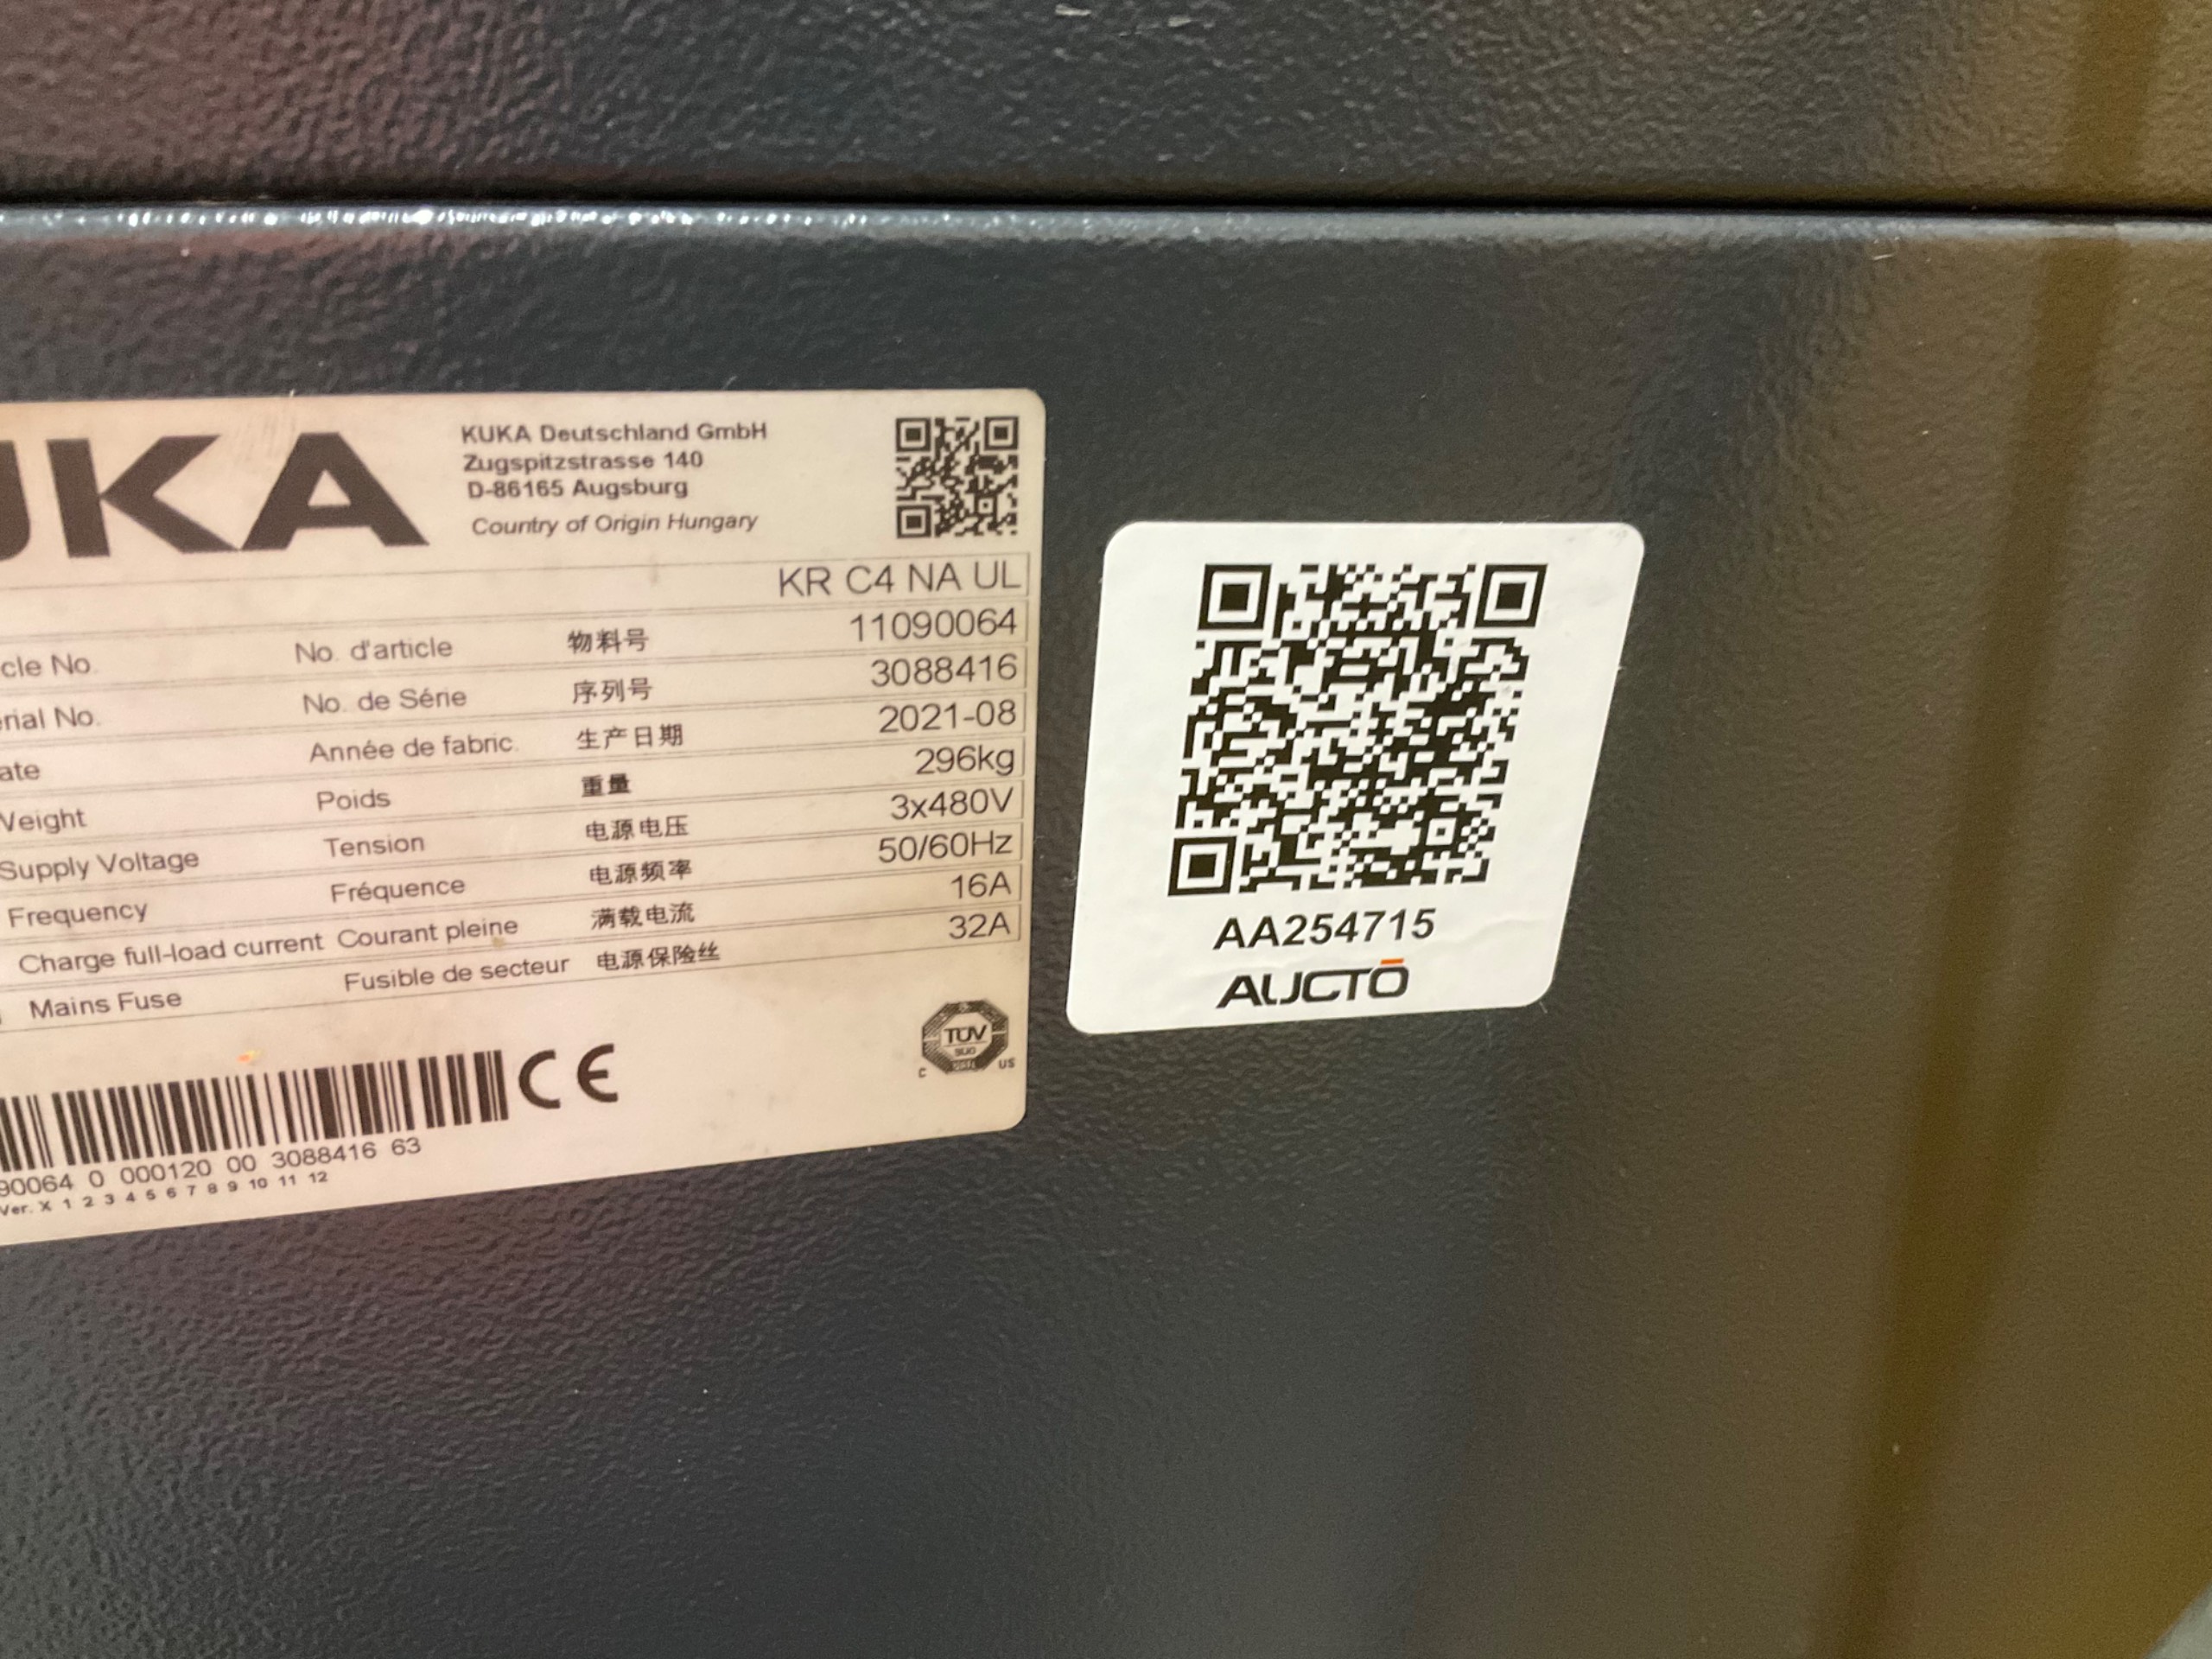 UKA
KUKA Deutschland GmbH
Zugspitzstrasse 140
D-86165 Augsburg
Country of Origin Hungary
KR C4 NA UL
cle No. No. d'article 物料号 11090064
rial No. No. de Série 序列号 3088416
ate Année de fabric. 生产日期 2021-08
Weight Poids 重量 296kg
Supply Voltage Tension 电源电压 3x480V
Frequency Fréquence 电源频率 50/60Hz
Charge full-load current Courant pleine 满载电流 16A
Mains Fuse Fusible de secteur 电源保险丝 32A
CE
TUV
SUD
C US
90064 0 000120 00 3088416 63
Ver. X 1 2 3 4 5 6 7 8 9 10 11 12
AA254715
AUCTŌ